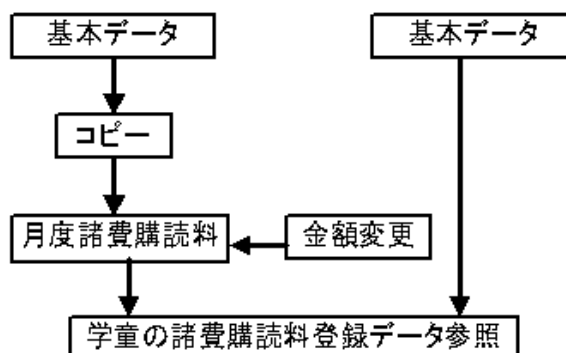 基本データ
基本データ
コピー
月度諸費購読料
金額変更
学童の諸費購読料登録データ参照